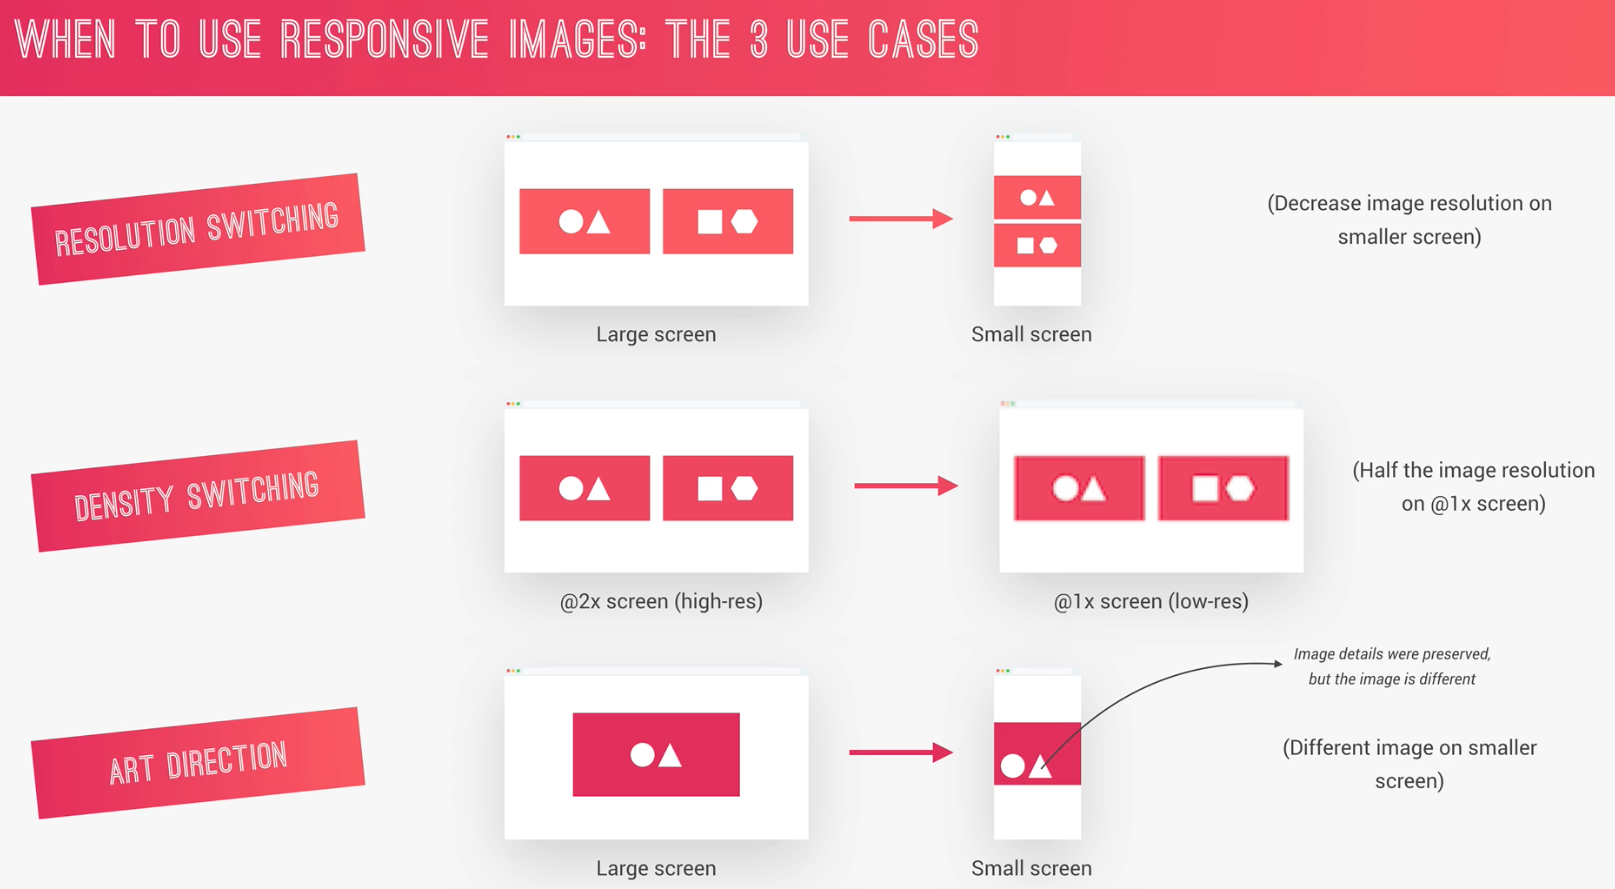 WHEN TO USE RESPONSIVE IMAGES: THE 3 USE CASES
RESOLUTION SWITCHING
Large screen
Small screen
(Decrease image resolution on
smaller screen)
DENSITY SWITCHING
@2x screen (high-res)
@1x screen (low-res)
(Half the image resolution
on @1x screen)
ART DIRECTION
Large screen
Small screen
Image details were preserved,
but the image is different
(Different image on smaller
screen)